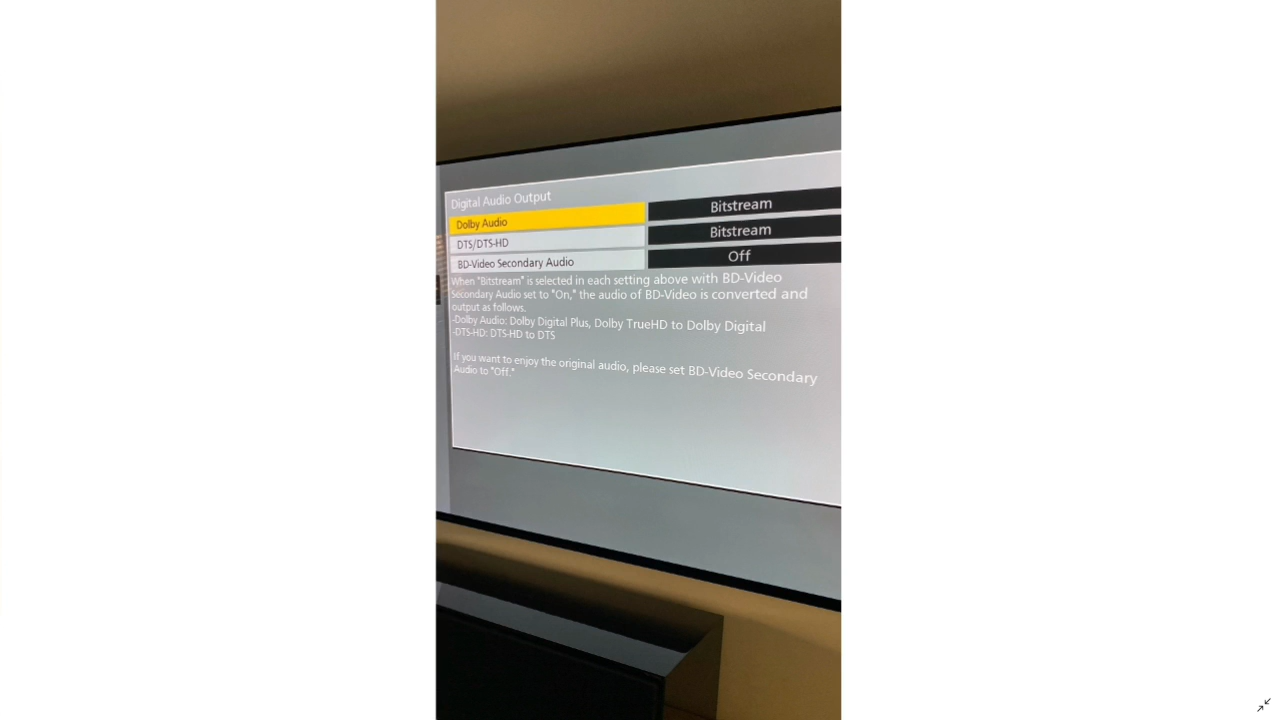 Digital Audio Output
Dolby Audio Bitstream
DTS/DTS-HD Bitstream
BD-Video Secondary Audio Off
When "Bitstream" is selected in each setting above with BD-Video
Secondary Audio set to "On," the audio of BD-Video is converted and
output as follows.
-Dolby Audio: Dolby Digital Plus, Dolby TrueHD to Dolby Digital
-DTS-HD: DTS-HD to DTS
If you want to enjoy the original audio, please set BD-Video Secondary
Audio to "Off."